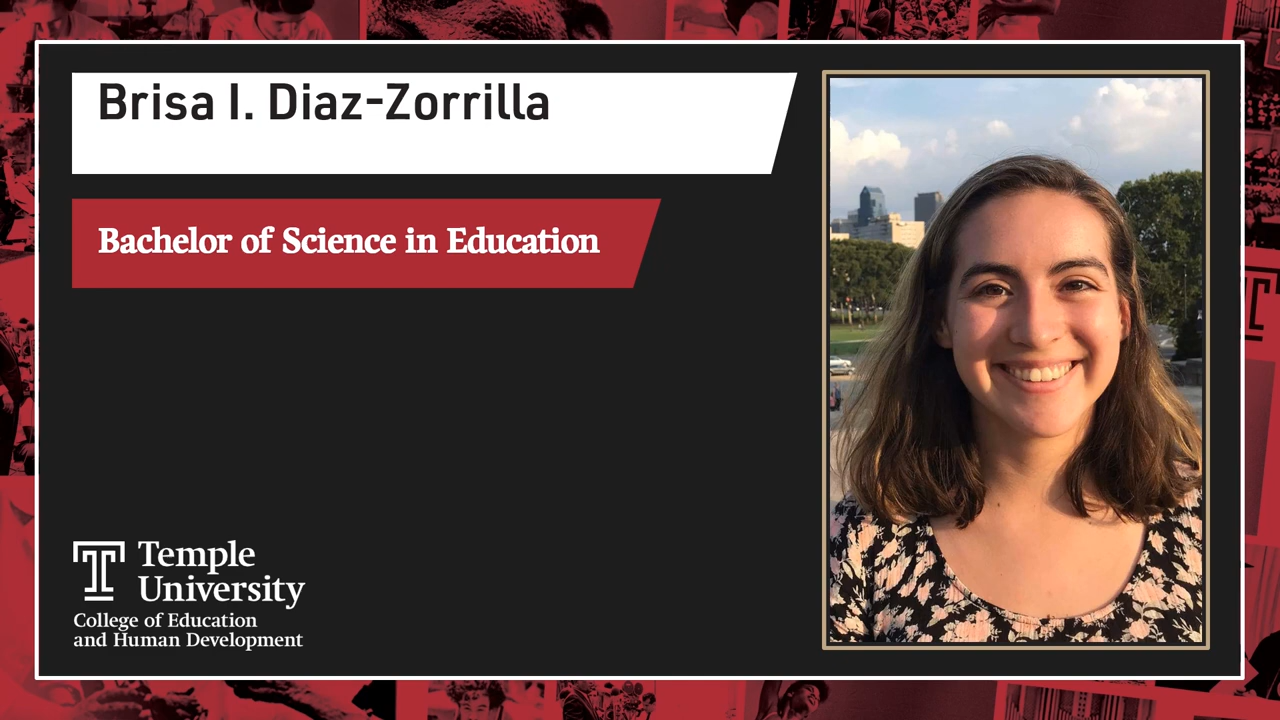 Brisa I. Diaz-Zorrilla
Bachelor of Science in Education
Temple
University
College of Education
and Human Development